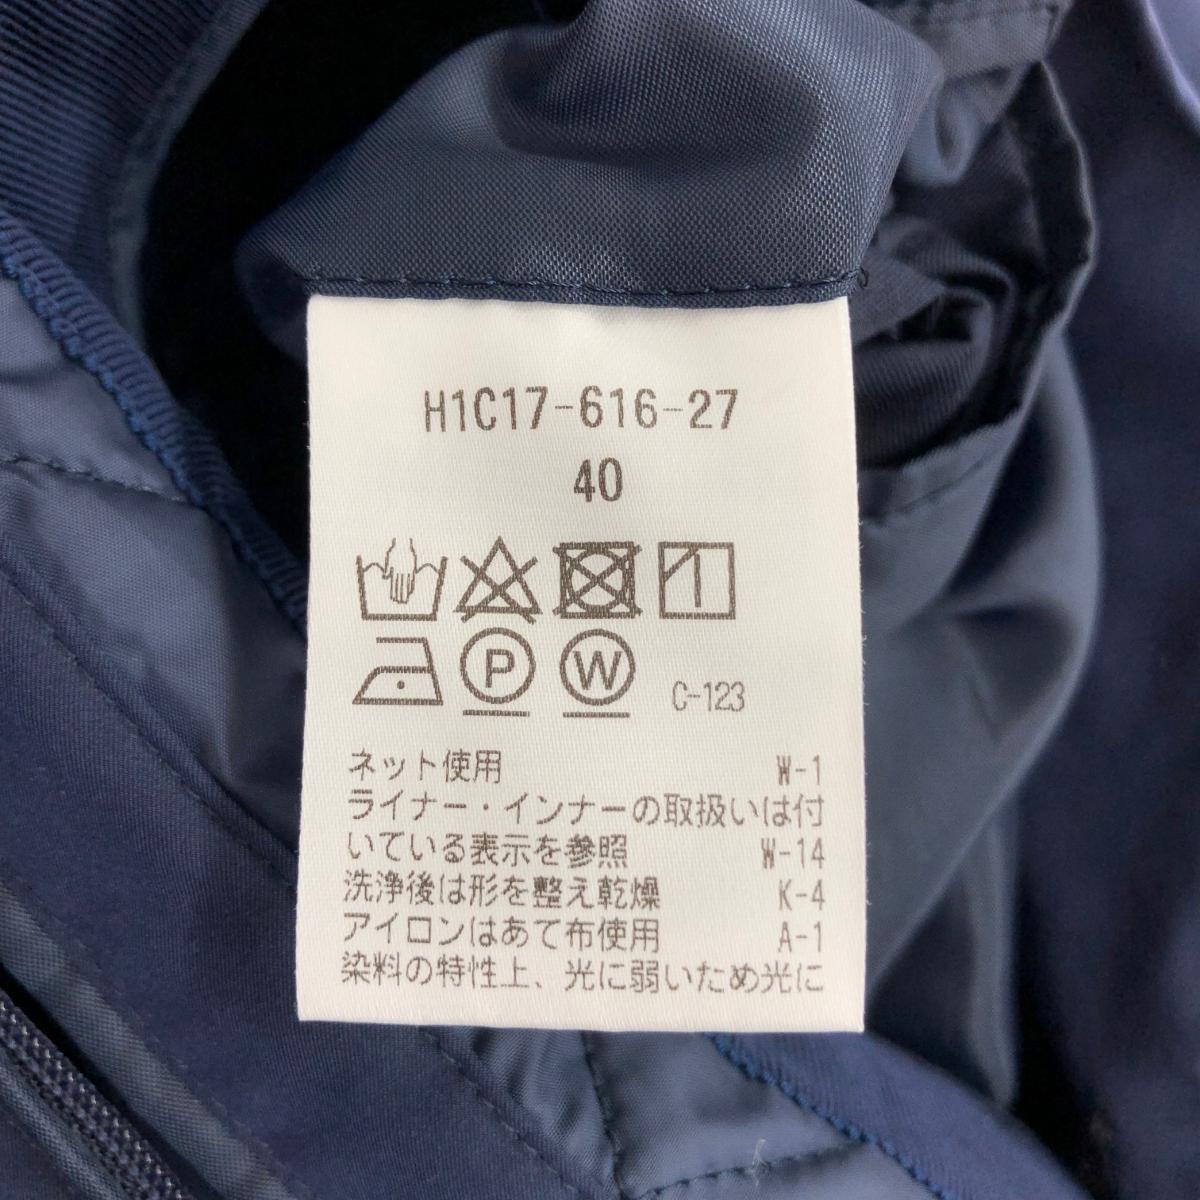 H1C17-616-27
40
P W C-123
ネット使用 W-1
ライナー・インナーの取扱いは付
いている表示を参照 W-14
洗浄後は形を整え乾燥 K-4
アイロンはあて布使用 A-1
染料の特性上、光に弱いため光に